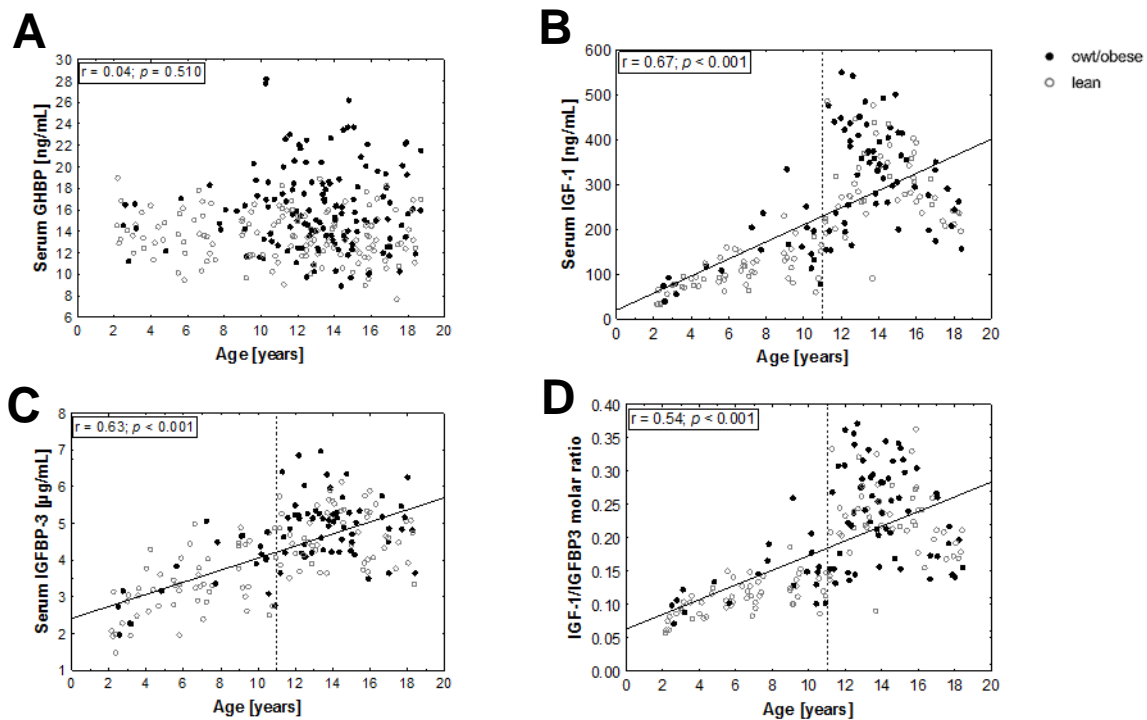 A
r = 0.04; p = 0.510
30
28
26
24
22
20
18
16
14
12
10
8
6
Serum GHBP [ng/mL]
0 2 4 6 8 10 12 14 16 18 20
Age [years]
B
r = 0.67; p < 0.001
600
500
400
300
200
100
0
Serum IGF-1 [ng/mL]
0 2 4 6 8 10 12 14 16 18 20
Age [years]
owt/obese
lean
C
r = 0.63; p < 0.001
8
7
6
5
4
3
2
1
Serum IGFBP-3 [µg/mL]
0 2 4 6 8 10 12 14 16 18 20
Age [years]
D
r = 0.54; p < 0.001
0.40
0.35
0.30
0.25
0.20
0.15
0.10
0.05
0.00
IGF-1/IGFBP3 molar ratio
0 2 4 6 8 10 12 14 16 18 20
Age [years]